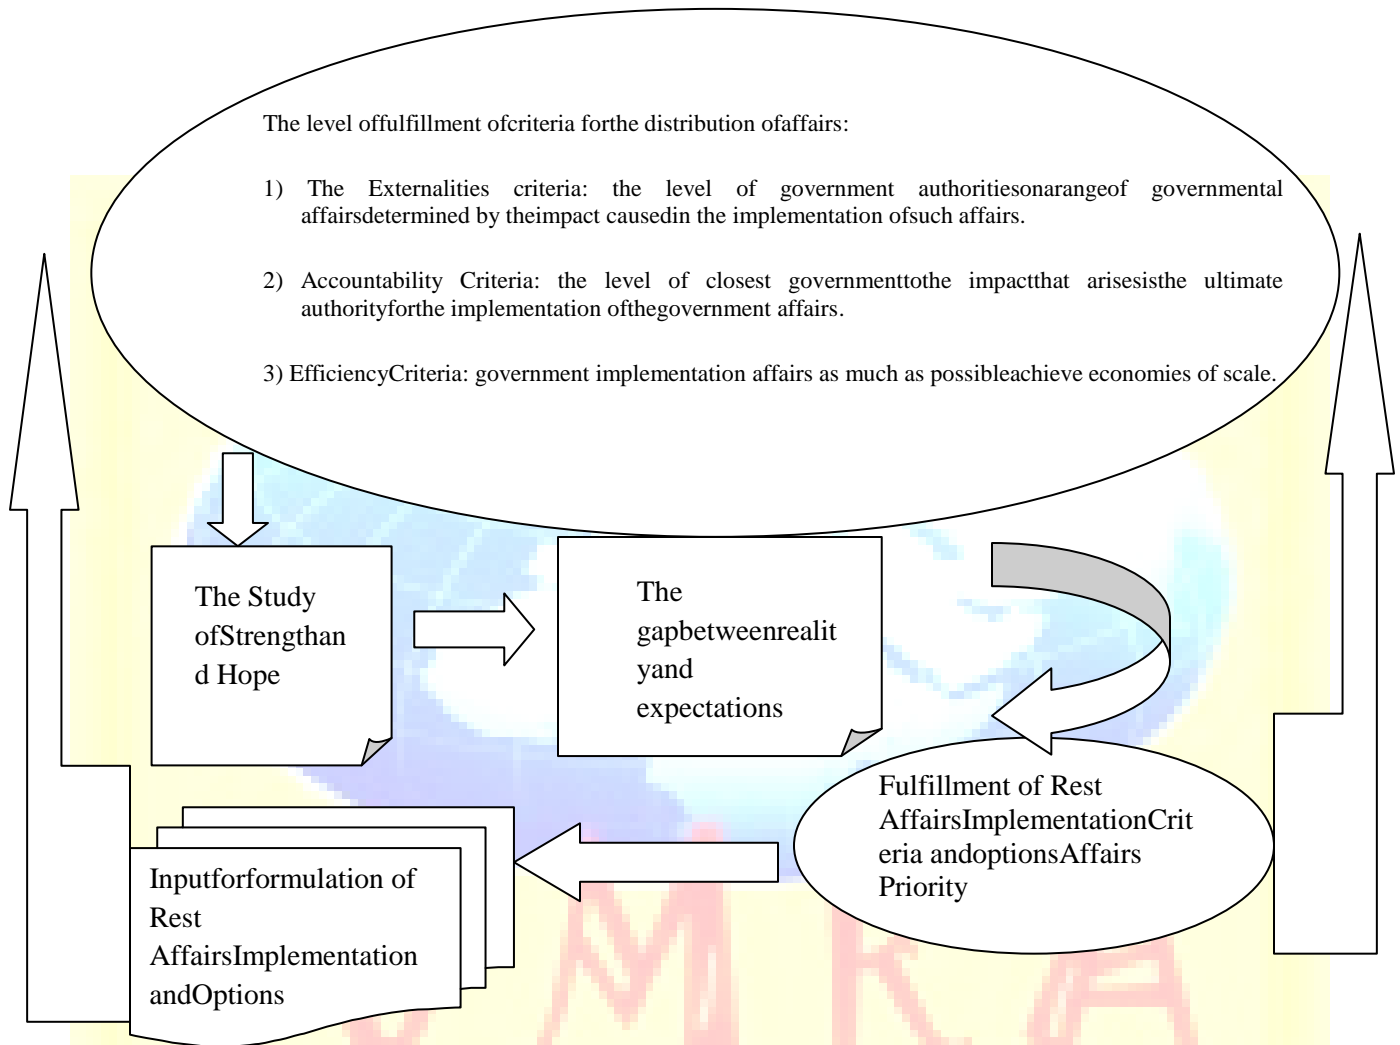 The level offulfillment ofcriteria forthe distribution ofaffairs:
1) The Externalities criteria: the level of government authoritiesonarangeof governmental
affairsdetermined by theimpact causedin the implementation ofsuch affairs.
2) Accountability Criteria: the level of closest governmenttothe impactthat arisesisthe ultimate
authorityforthe implementation ofthegovernment affairs.
3) EfficiencyCriteria: government implementation affairs as much as possibleachieve economies of scale.
The Study
ofStrengthan
d Hope
The
gapbetweenrealit
yand
expectations
Fulfillment of Rest
AffairsImplementationCrit
eria andoptionsAffairs
Priority
Inputforformulation of
Rest
AffairsImplementation
andOptions